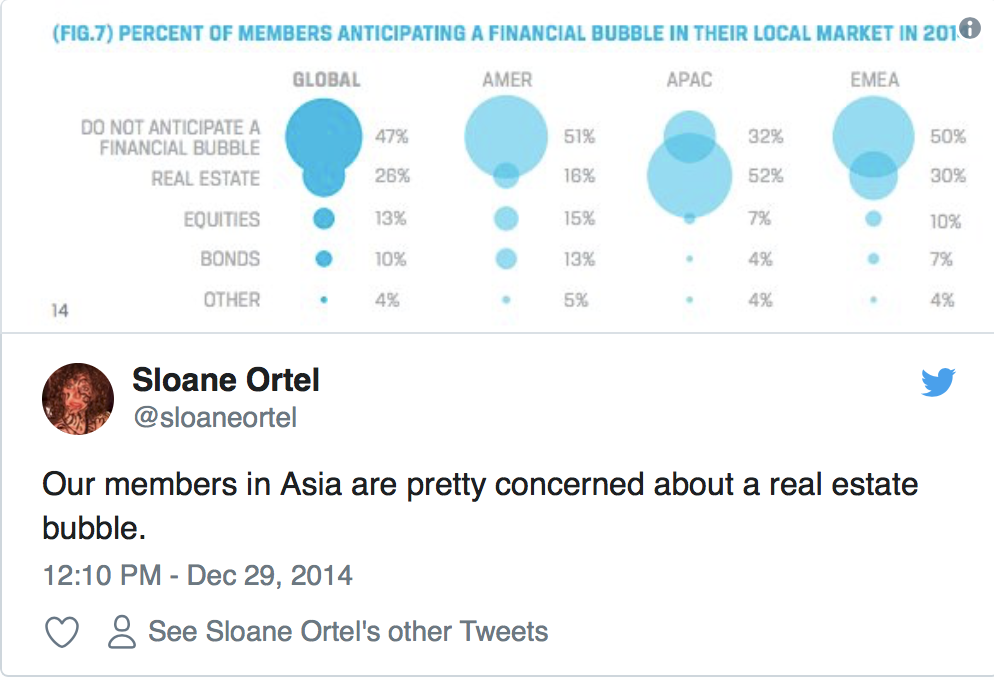 (FIG.7) PERCENT OF MEMBERS ANTICIPATING A FINANCIAL BUBBLE IN THEIR LOCAL MARKET IN 201
GLOBAL AMER APAC EMEA
DO NOT ANTICIPATE A
FINANCIAL BUBBLE 47% 51% 32% 50%
REAL ESTATE 26% 16% 52% 30%
EQUITIES 13% 15% 7% 10%
BONDS 10% 13% 4% 7%
OTHER 4% 5% 4% 4%
14
Sloane Ortel
@sloaneortel
Our members in Asia are pretty concerned about a real estate
bubble.
12:10 PM - Dec 29, 2014
See Sloane Ortel's other Tweets